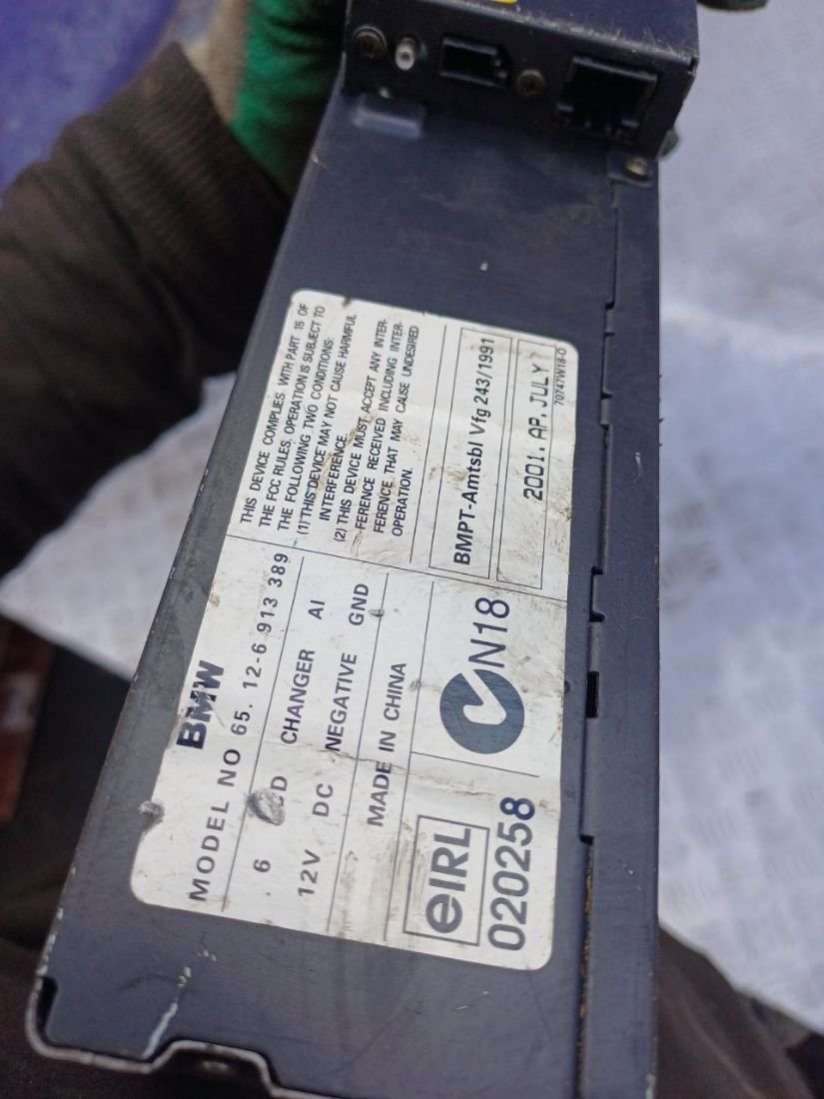 BMW
MODEL NO 65. 12-6 913 389
6 CHANGER AI
12V DC NEGATIVE GND
MADE IN CHINA
eIRL
020258
N18
THIS DEVICE COMPLIES WITH PART 15 OF
THE FCC RULES. OPERATION IS SUBJECT TO
THE FOLLOWING TWO CONDITIONS:
(1) THIS DEVICE MAY NOT CAUSE HARMFUL
INTERFERENCE.
(2) THIS DEVICE MUST ACCEPT ANY INTER-
FERENCE RECEIVED INCLUDING INTER-
FERENCE THAT MAY CAUSE UNDESIRED
OPERATION.
BMPT-Amtsbl Vfg 243/1991
2001. AP. JULY